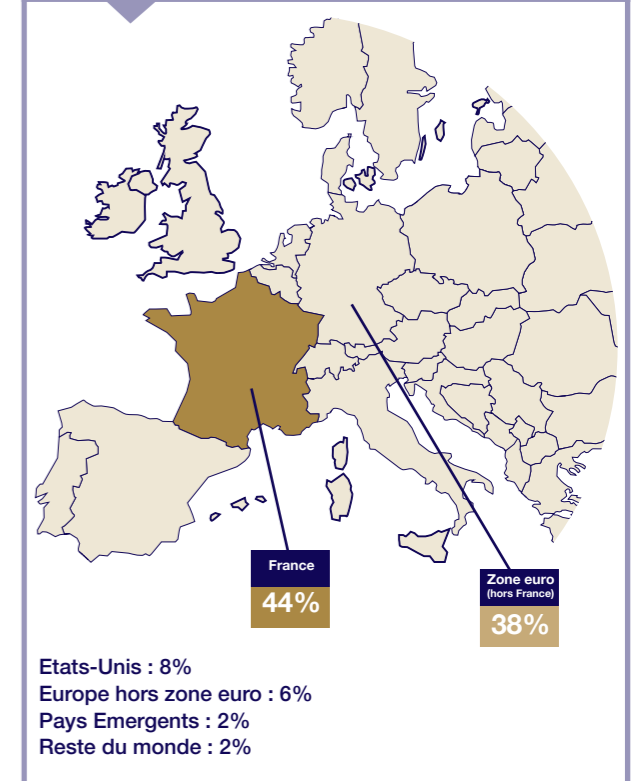 France
44%
Zone euro
(hors France)
38%
Etats-Unis : 8%
Europe hors zone euro : 6%
Pays Emergents : 2%
Reste du monde : 2%